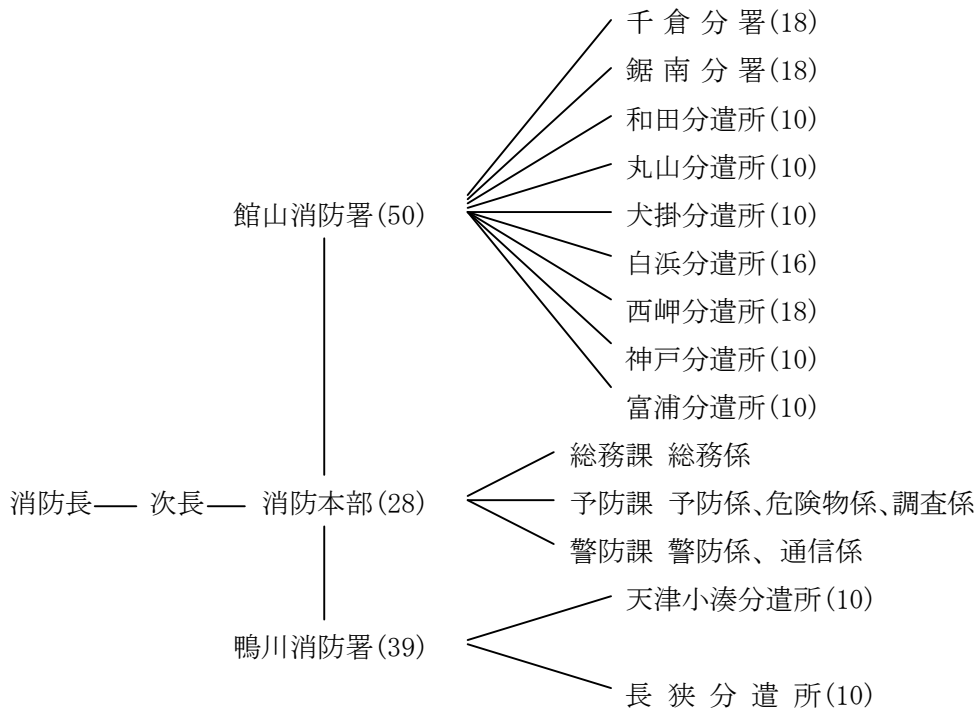 千 倉 分 署(18)
鋸 南 分 署(18)
和田分遣所(10)
丸山分遣所(10)
館山消防署(50)
犬掛分遣所(10)
白浜分遣所(16)
西岬分遣所(18)
神戸分遣所(10)
富浦分遣所(10)
総務課 総務係
消防長 次長 消防本部(28)
予防課 予防係、危険物係、調査係
警防課 警防係、通信係
天津小湊分遣所(10)
鴨川消防署(39)
長 狭 分 遣 所(10)